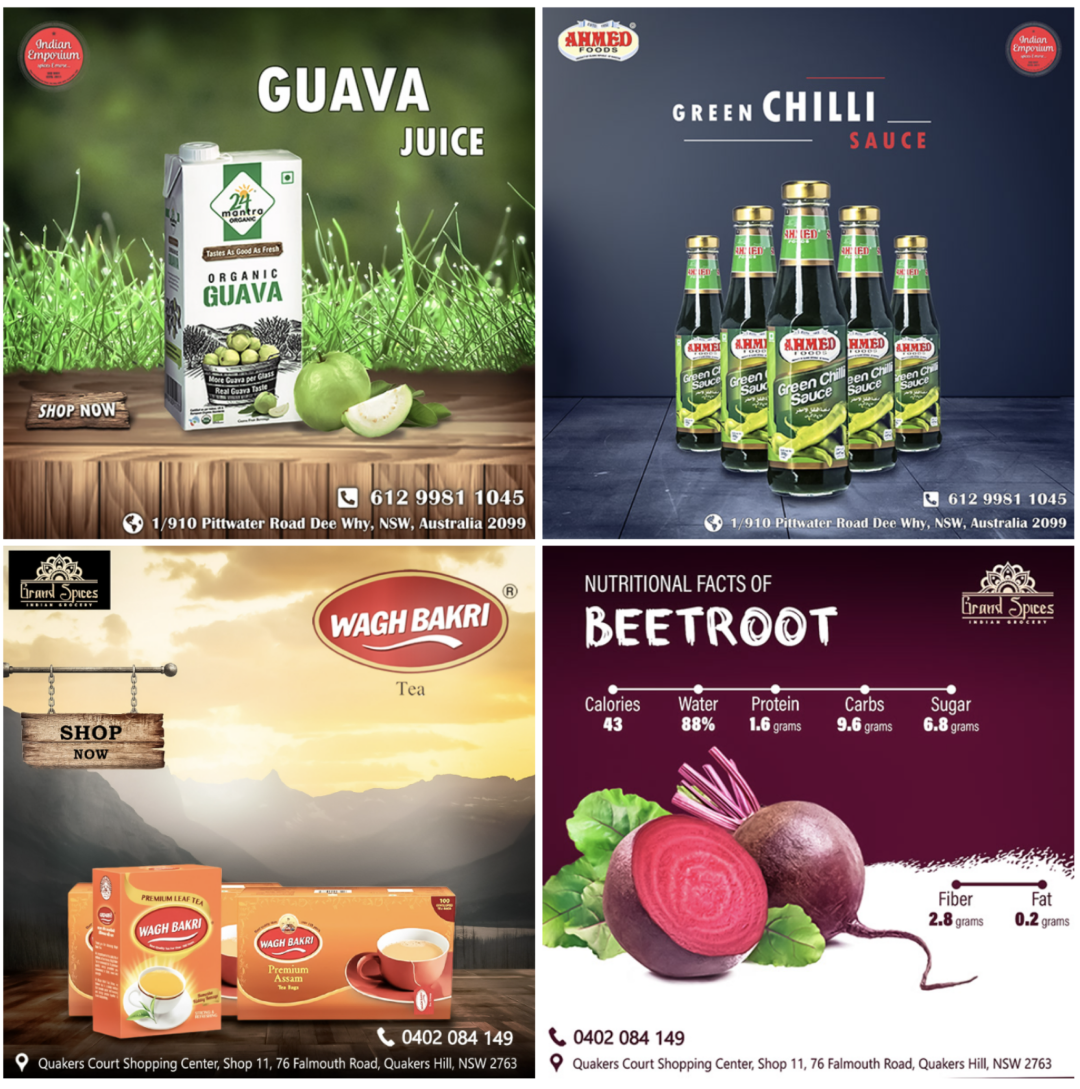 Indian
Emporium
GUAVA
JUICE
24
mantra
ORGANIC
Tastes As Good As Fresh
ORGANIC
GUAVA
More Guava per Glass
Real Guava Taste
SHOP NOW
612 9981 1045
1/910 Pittwater Road Dee Why, NSW, Australia 2099
AHMED
FOODS
Indian
Emporium
GREEN CHILLI
SAUCE
AHMED
FOODS
Green Chilli
Sauce
612 9981 1045
1/910 Pittwater Road Dee Why, NSW, Australia 2099
Grand Spices
INDIAN GROCERY
WAGH BAKRI ®
Tea
SHOP
NOW
PREMIUM LEAF TEA
WAGH BAKRI
100
WAGH BAKRI
Premium
Assam
Tea Bags
0402 084 149
Quakers Court Shopping Center, Shop 11, 76 Falmouth Road, Quakers Hill, NSW 2763
NUTRITIONAL FACTS OF
BEETROOT
Grand Spices
INDIAN GROCERY
Calories Water Protein Carbs Sugar
43 88% 1.6 grams 9.6 grams 6.8 grams
Fiber Fat
2.8 grams 0.2 grams
0402 084 149
Quakers Court Shopping Center, Shop 11, 76 Falmouth Road, Quakers Hill, NSW 2763